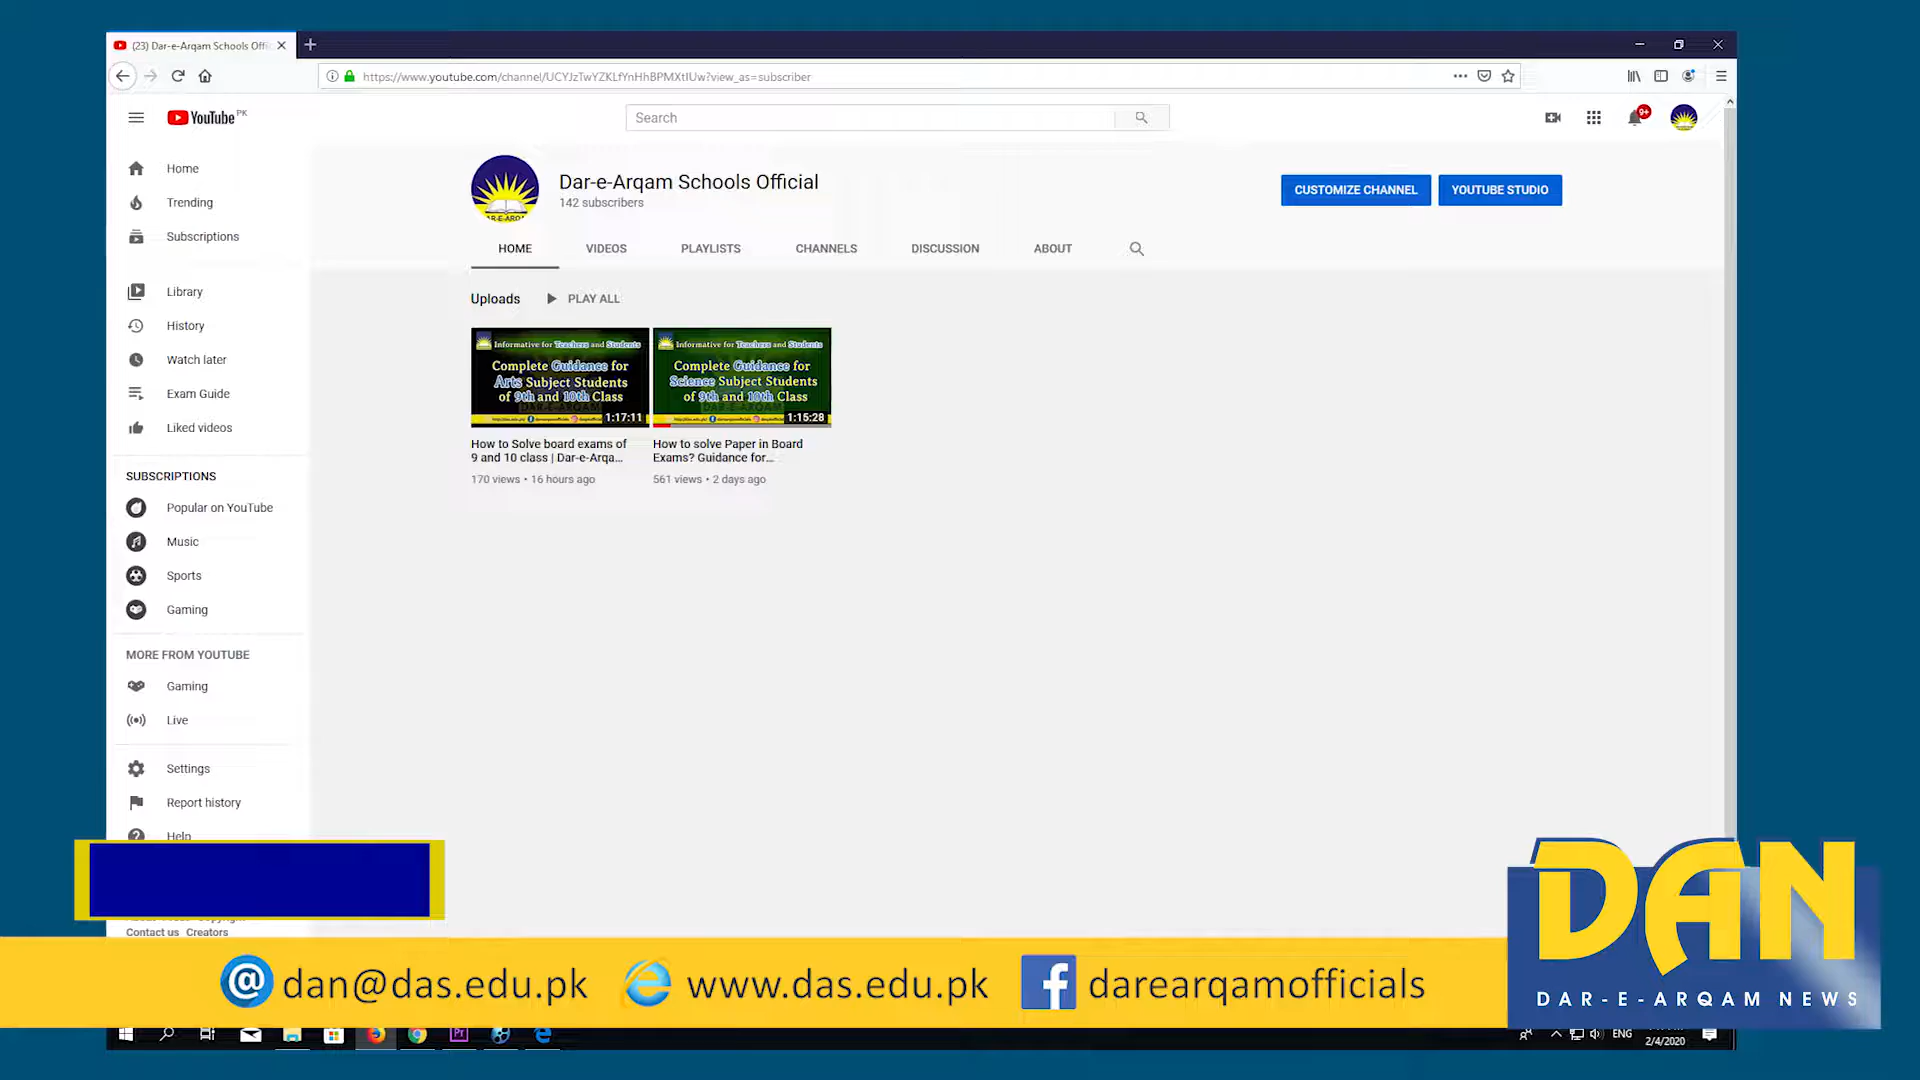 (23) Dar-e-Arqam Schools Offic
https://www.youtube.com/channel/UCYJzTwYZKLfYnHhBPMXtIUw?view_as=subscriber
YouTube PK
Search
9+
Home
Trending
Subscriptions
Library
History
Watch later
Exam Guide
Liked videos
SUBSCRIPTIONS
Popular on YouTube
Music
Sports
Gaming
MORE FROM YOUTUBE
Gaming
Live
Settings
Report history
Help
Contact us Creators
Dar-e-Arqam Schools Official
142 subscribers
CUSTOMIZE CHANNEL
YOUTUBE STUDIO
HOME
VIDEOS
PLAYLISTS
CHANNELS
DISCUSSION
ABOUT
Uploads
PLAY ALL
Informative for Teachers and Students
Complete Guidance for
Arts Subject Students
of 9th and 10th Class
1:17:11
How to Solve board exams of
9 and 10 class | Dar-e-Arqa...
170 views • 16 hours ago
Informative for Teachers and Students
Complete Guidance for
Science Subject Students
of 9th and 10th Class
1:15:28
How to solve Paper in Board
Exams? Guidance for...
561 views • 2 days ago
dan@das.edu.pk
www.das.edu.pk
darearqamofficials
DAN
DAR-E-ARQAM NEWS
Pr
ENG
2/4/2020